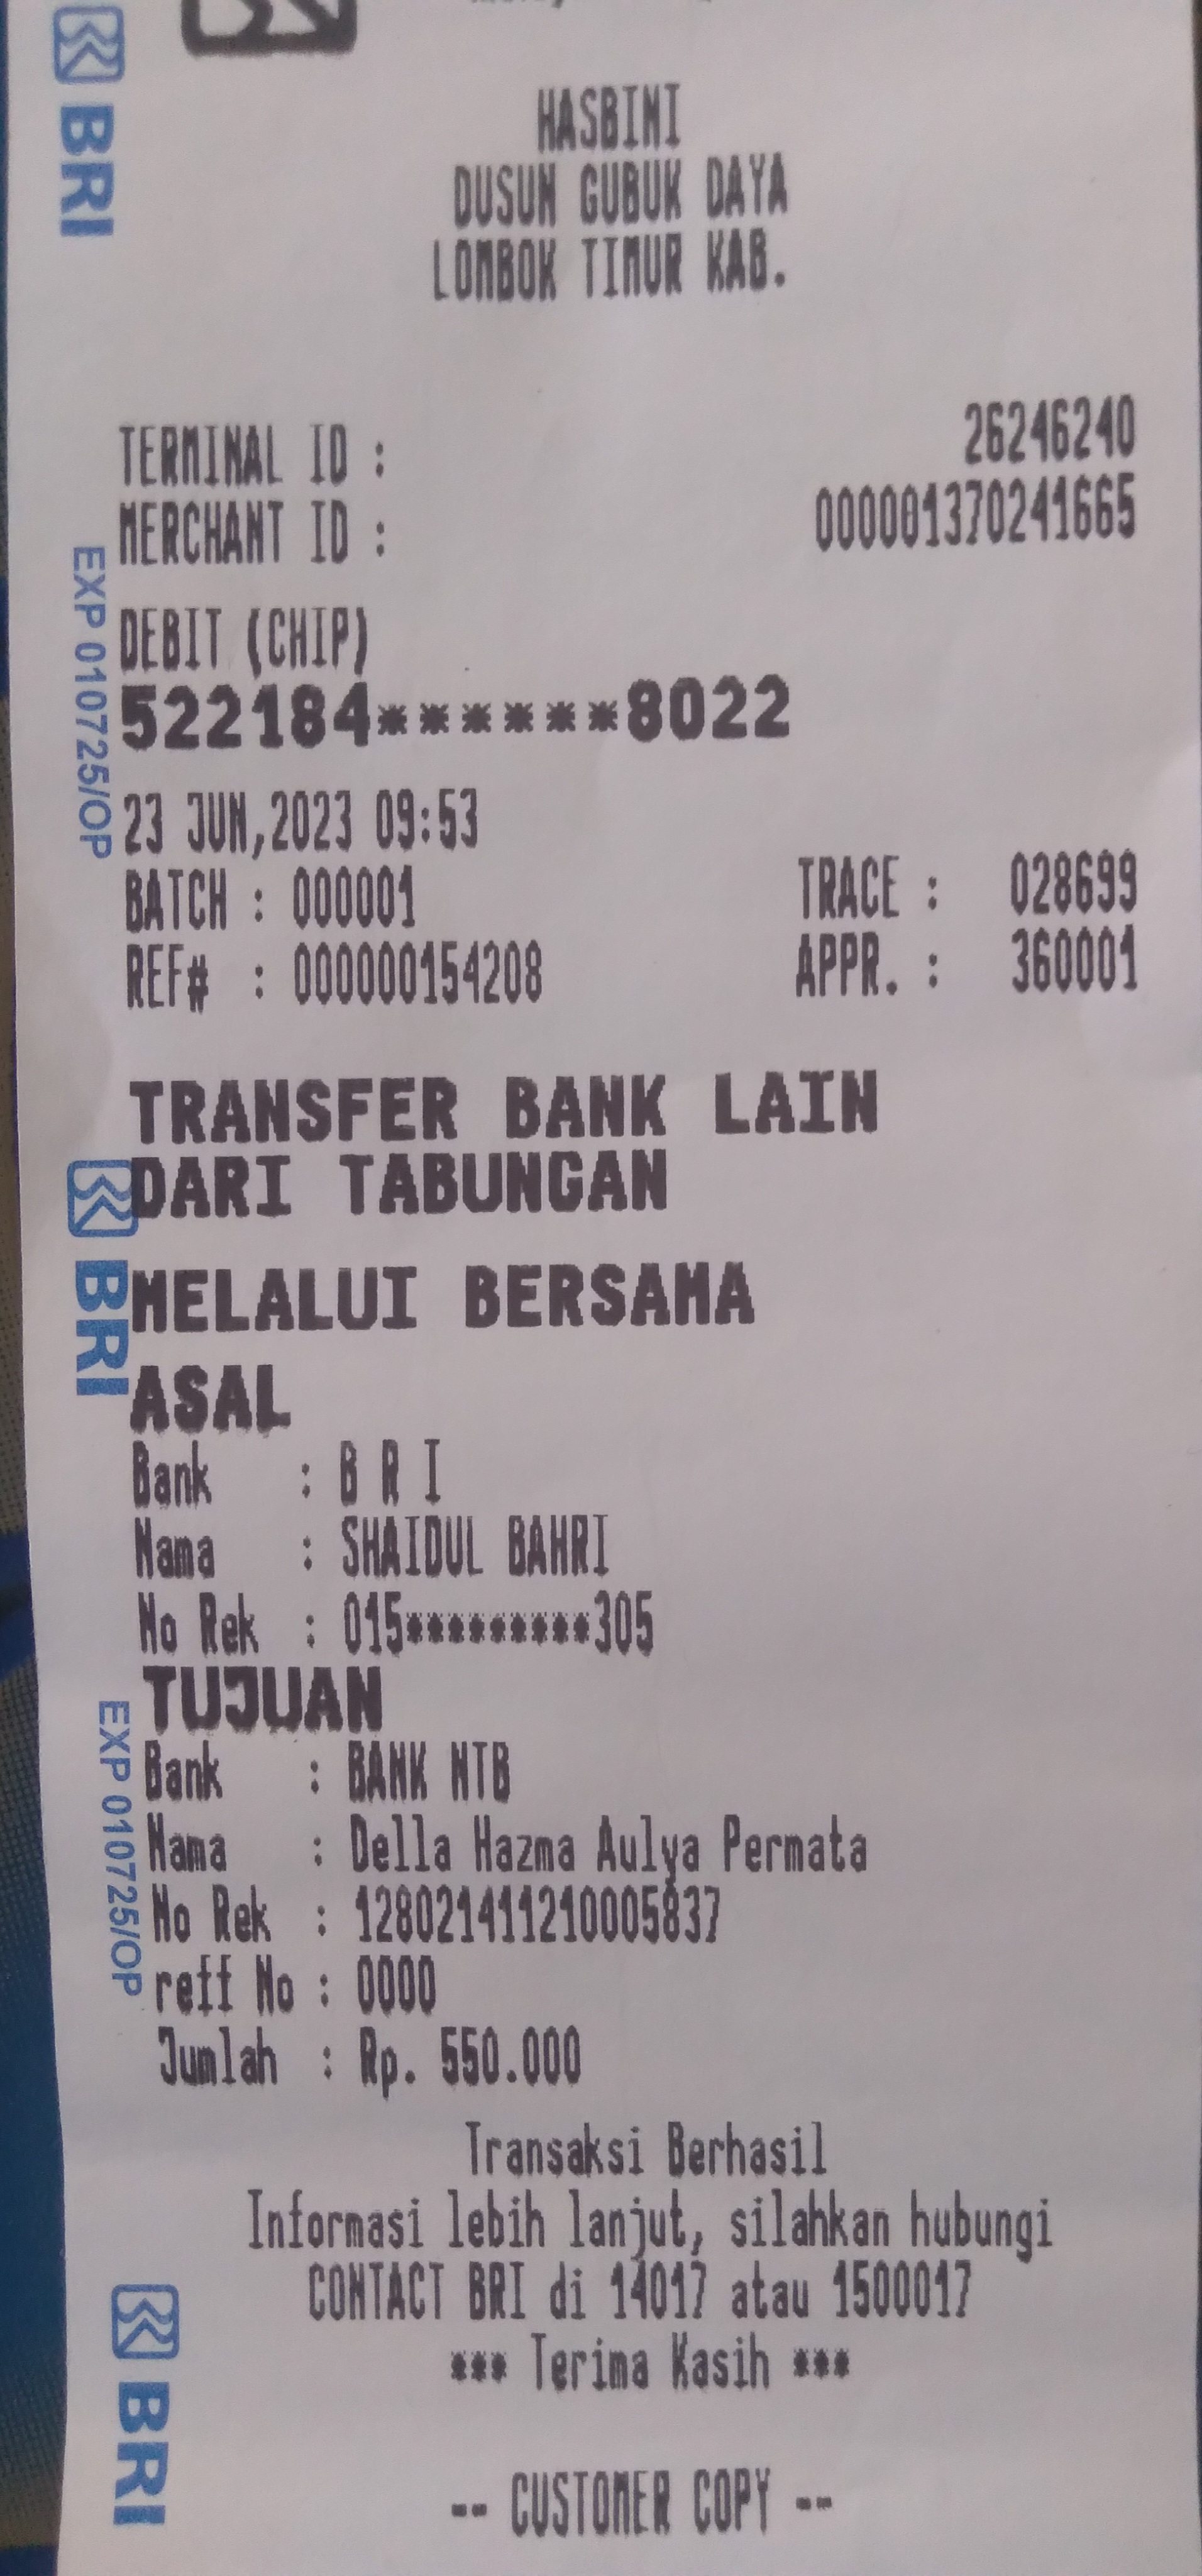 HASBINI
DUSUN GUBUK DAYA
LOMBOK TIMUR KAB.
TERMINAL ID : 26246240
MERCHANT ID : 000001370241665
DEBIT (CHIP)
522184******8022
23 JUN,2023 09:53
BATCH : 000001 TRACE : 028699
REF# : 000000154208 APPR. : 360001
TRANSFER BANK LAIN
DARI TABUNGAN
MELALUI BERSAMA
ASAL
Bank : B R I
Nama : SHAIDUL BAHRI
No Rek : 015*********305
TUJUAN
Bank : BANK NTB
Nama : Della Hazma Aulya Permata
No Rek : 128021411210005837
reff No : 0000
Jumlah : Rp. 550.000
Transaksi Berhasil
Informasi lebih lanjut, silahkan hubungi
CONTACT BRI di 14017 atau 1500017
*** Terima Kasih ***
-- CUSTOMER COPY --
BRI
EXP 010725/OP
BRI
EXP 010725/OP
BRI